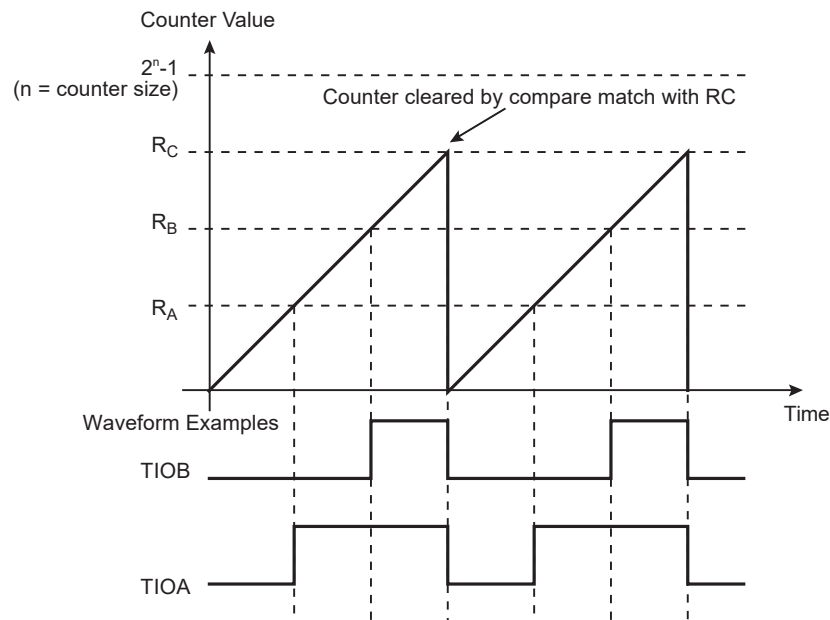 Counter Value
2ⁿ-1
(n = counter size)
Counter cleared by compare match with RC
R_C
R_B
R_A
Time
Waveform Examples
TIOB
TIOA